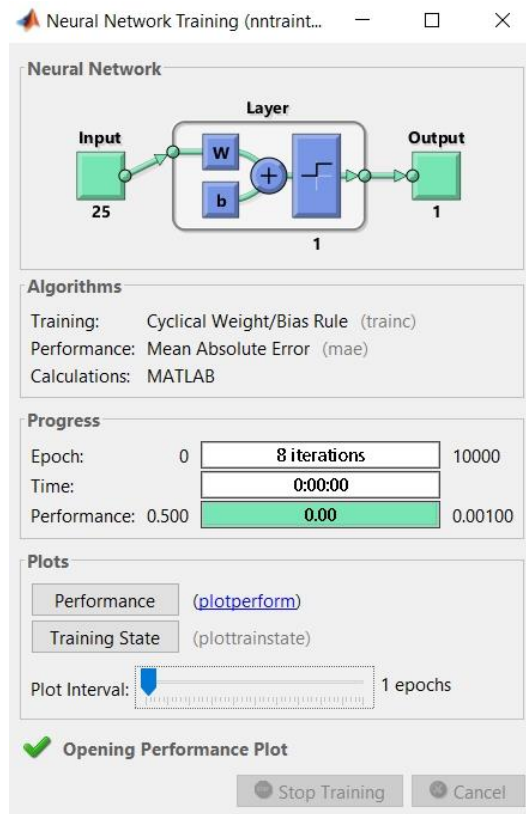 Neural Network Training (nntraint...
Neural Network
Layer
Input
Output
W
b
25
1
1
Algorithms
Training: Cyclical Weight/Bias Rule (trainc)
Performance: Mean Absolute Error (mae)
Calculations: MATLAB
Progress
Epoch: 0 8 iterations 10000
Time: 0:00:00
Performance: 0.500 0.00 0.00100
Plots
Performance (plotperform)
Training State (plottrainstate)
Plot Interval: 1 epochs
Opening Performance Plot
Stop Training Cancel